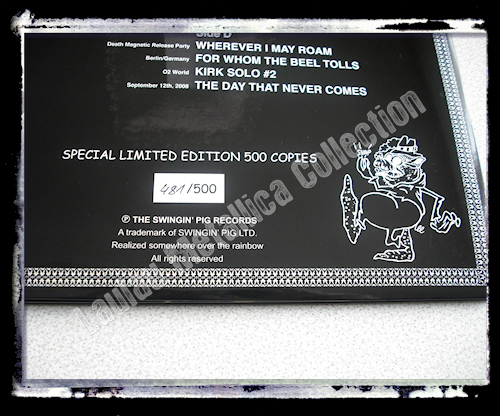 Side D
Death Magnetic Release Party WHEREVER I MAY ROAM
Berlin/Germany FOR WHOM THE BEEL TOLLS
O2 World KIRK SOLO #2
September 12th, 2008 THE DAY THAT NEVER COMES
SPECIAL LIMITED EDITION 500 COPIES
481/500
℗ THE SWINGIN' PIG RECORDS
A trademark of SWINGIN' PIG LTD.
Realized somewhere over the rainbow
All rights reserved
Metallica Collection